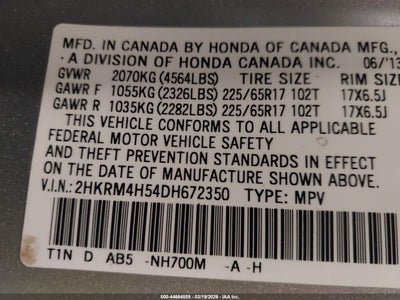 MFD. IN CANADA BY HONDA OF CANADA MFG.,
A DIVISION OF HONDA CANADA INC. 06/'13
GVWR 2070KG (4564LBS) TIRE SIZE RIM SIZE
GAWR F 1055KG (2326LBS) 225/65R17 102T 17X6.5J
GAWR R 1035KG (2282LBS) 225/65R17 102T 17X6.5J
THIS VEHICLE CONFORMS TO ALL APPLICABLE
FEDERAL MOTOR VEHICLE SAFETY
AND THEFT PREVENTION STANDARDS IN EFFECT
ON THE DATE OF MANUFACTURE SHOWN ABOVE.
V.I.N.: 2HKRM4H54DH672350 TYPE: MPV
T1N D AB5 -NH700M -A -H
ID: 44684558 - 03/19/2026 - IAA